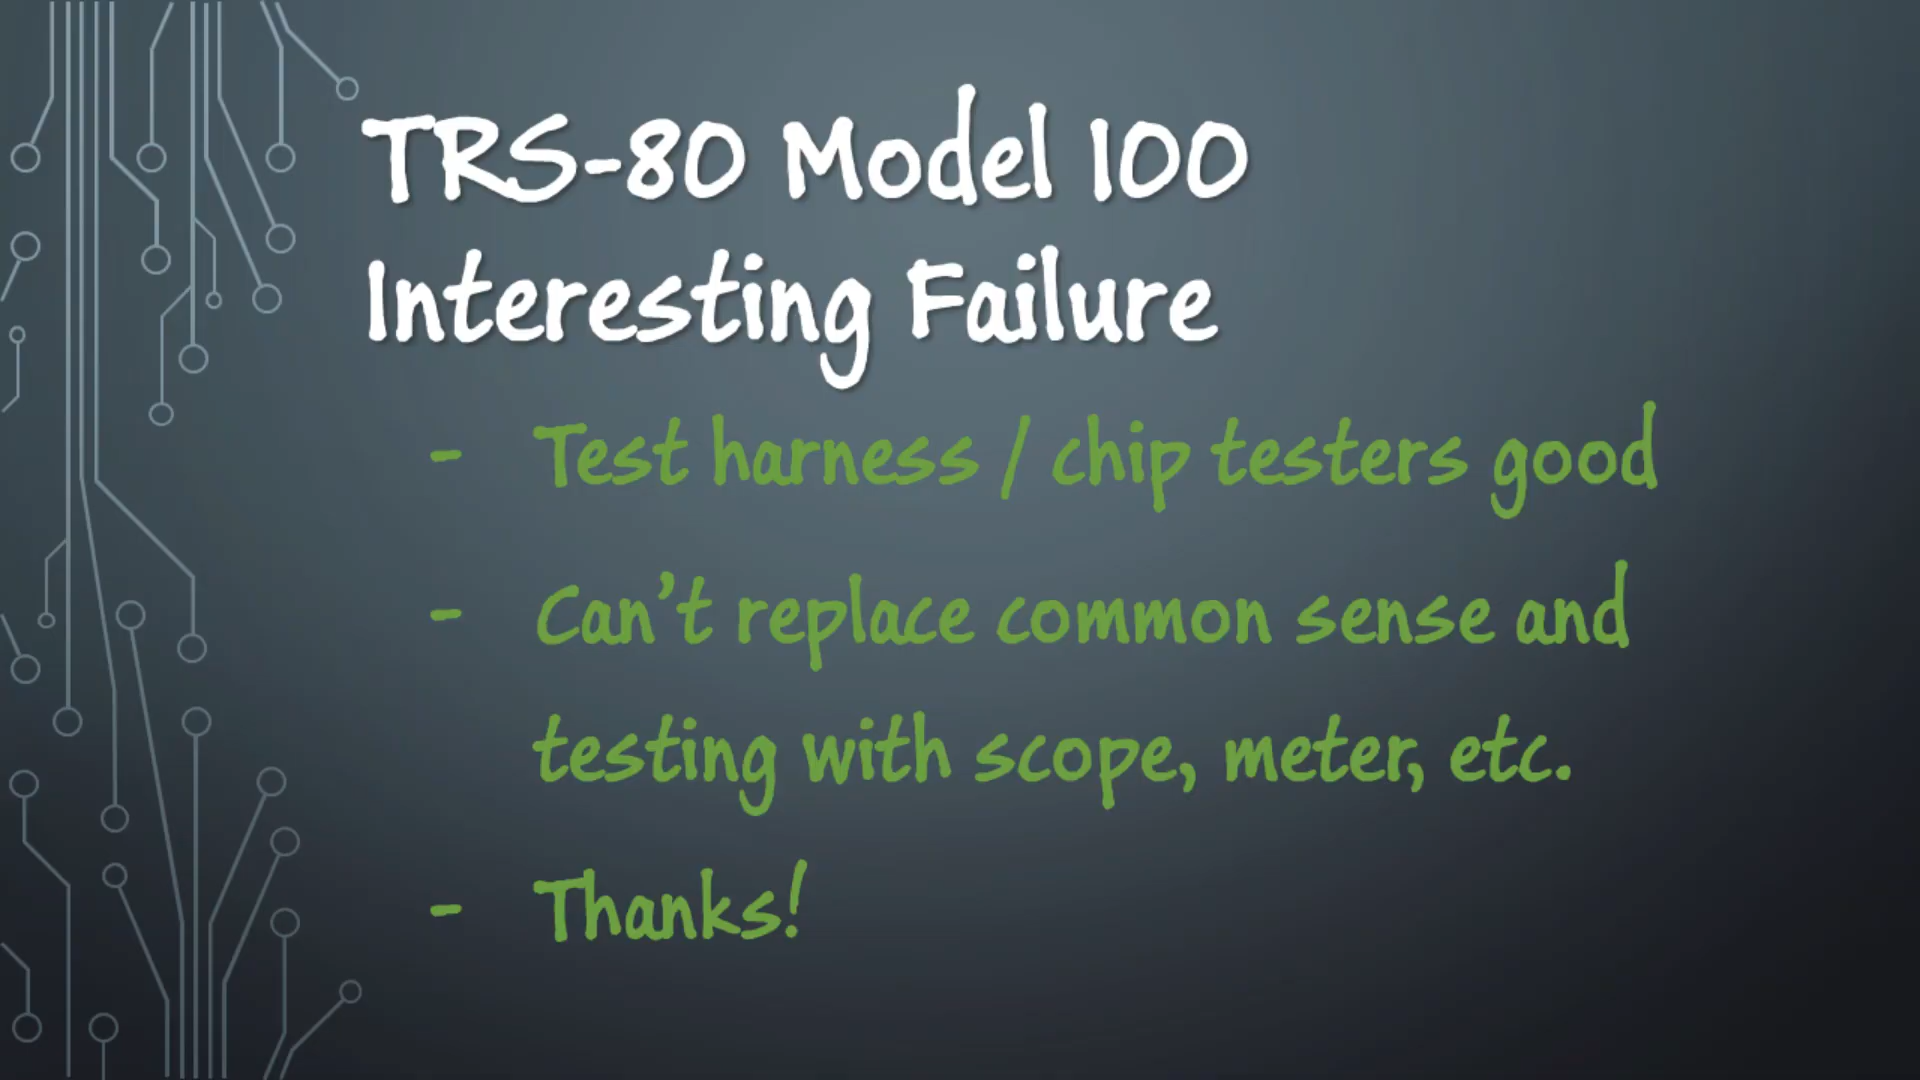 TRS-80 Model 100
Interesting Failure
- Test harness / chip testers good
- Can't replace common sense and
testing with scope, meter, etc.
- Thanks!